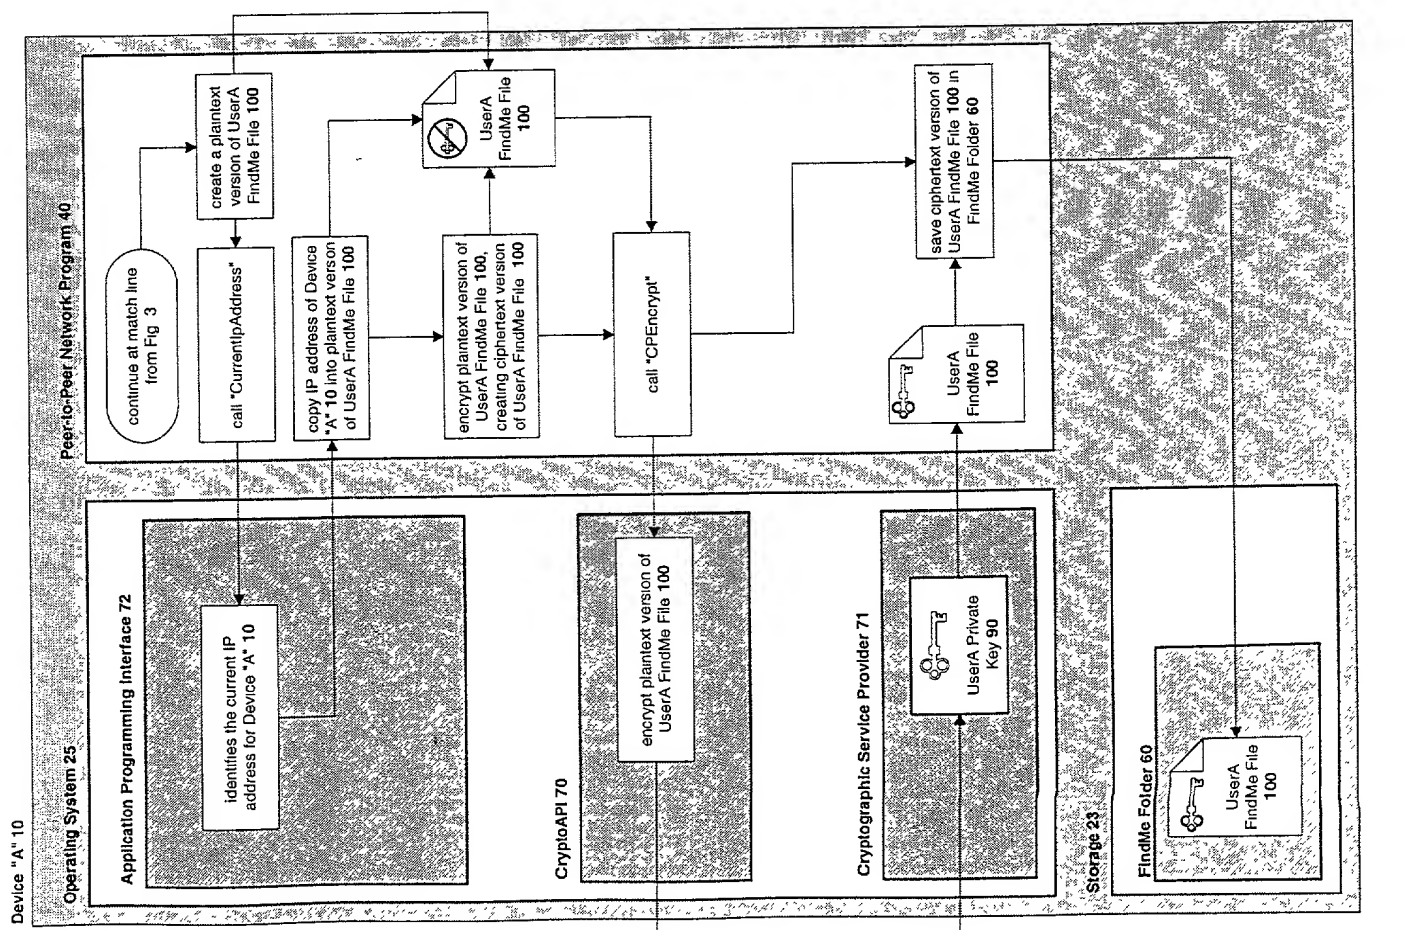 Device "A" 10
Operating System 25
Peer-to-Peer Network Program 40
continue at match line
from Fig 3
create a plaintext
version of UserA
FindMe File 100
call "CurrentIpAddress"
Application Programming Interface 72
identifies the current IP
address for Device "A" 10
copy IP address of Device
"A" 10 into plaintext version
of UserA FindMe File 100
UserA
FindMe File
100
encrypt plaintext version of
UserA FindMe File 100,
creating ciphertext version
of UserA FindMe File 100
call "CPEncrypt"
CryptoAPI 70
encrypt plaintext version of
UserA FindMe File 100
Cryptographic Service Provider 71
UserA Private
Key 90
UserA
FindMe File
100
save ciphertext version of
UserA FindMe File 100 in
FindMe Folder 60
Storage 23
FindMe Folder 60
UserA
FindMe File
100